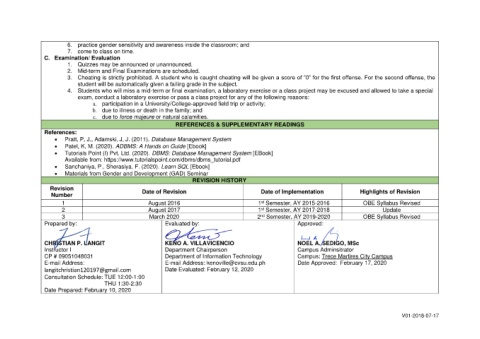 6. practice gender sensitivity and awareness inside the classroom; and
7. come to class on time.
C. Examination/ Evaluation
1. Quizzes may be announced or unannounced.
2. Mid-term and Final Examinations are scheduled.
3. Cheating is strictly prohibited. A student who is caught cheating will be given a score of "0" for the first offense. For the second offense, the
student will be automatically given a failing grade in the subject.
4. Students who will miss a mid-term or final examination, a laboratory exercise or a class project may be excused and allowed to take a special
exam, conduct a laboratory exercise or pass a class project for any of the following reasons:
a. participation in a University/College-approved field trip or activity;
b. due to illness or death in the family; and
c. due to force majeure or natural calamities.
REFERENCES & SUPPLEMENTARY READINGS
References:
• Pratt, P. J., Adamski, J. J. (2011). Database Management System
• Patel, K, M. (2020). ADBMS: A Hands on Guide [Ebook]
• Tutorials Point (I) Pvt. Ltd. (2020). DBMS: Database Management System [EBook]
Available from: https://www.tutorialspoint.com/dbms/dbms_tutorial.pdf
• Sanchaniya, P., Shonasiya, F. (2020). Learn SQL [Ebook]
• Materials from Gender and Development (GAD) Seminar
REVISION HISTORY
Revision Number Date of Revision Date of Implementation Highlights of Revision
1 August 2016 1st Semester, AY 2015-2016 OBE Syllabus Revised
2 August 2017 1st Semester, AY 2017-2018 Update
3 March 2020 2nd Semester, AY 2019-2020 OBE Syllabus Revised
Prepared by: Evaluated by: Approved:
CHRISTIAN P. LANGIT KENO A. VILLAVICENCIO NOEL A. SEDIGO, MSc
Instructor I Department Chairperson Campus Administrator
CP # 09051048031 Department of Information Technology Campus: Trece Martires City Campus
E-mail Address: E-mail Address: kenoville@cvsu.edu.ph Date Approved: February 17, 2020
langitchristian120197@gmail.com Date Evaluated: February 12, 2020
Consultation Schedule: TUE 12:00-1:00
THU 1:30-2:30
Date Prepared: February 10, 2020
V01-2018-07-17